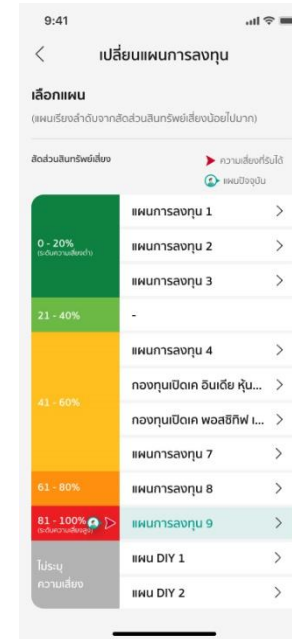 9:41
เปลี่ยนแผนการลงทุน
เลือกแผน
(แผนเรียงลำดับจากสัดส่วนสินทรัพย์เสี่ยงน้อยไปมาก)
สัดส่วนสินทรัพย์เสี่ยง
ความเสี่ยงที่รับได้
แผนปัจจุบัน
0 - 20%
(ระดับความเสี่ยงต่ำ)
แผนการลงทุน 1
แผนการลงทุน 2
แผนการลงทุน 3
21 - 40%
-
41 - 60%
แผนการลงทุน 4
กองทุนเปิดเค อินเดีย หุ้น...
กองทุนเปิดเค พอสซิทิฟ เ...
แผนการลงทุน 7
61 - 80%
แผนการลงทุน 8
81 - 100%
(ระดับความเสี่ยงสูง)
แผนการลงทุน 9
ไม่ระบุ
ความเสี่ยง
แผน DIY 1
แผน DIY 2